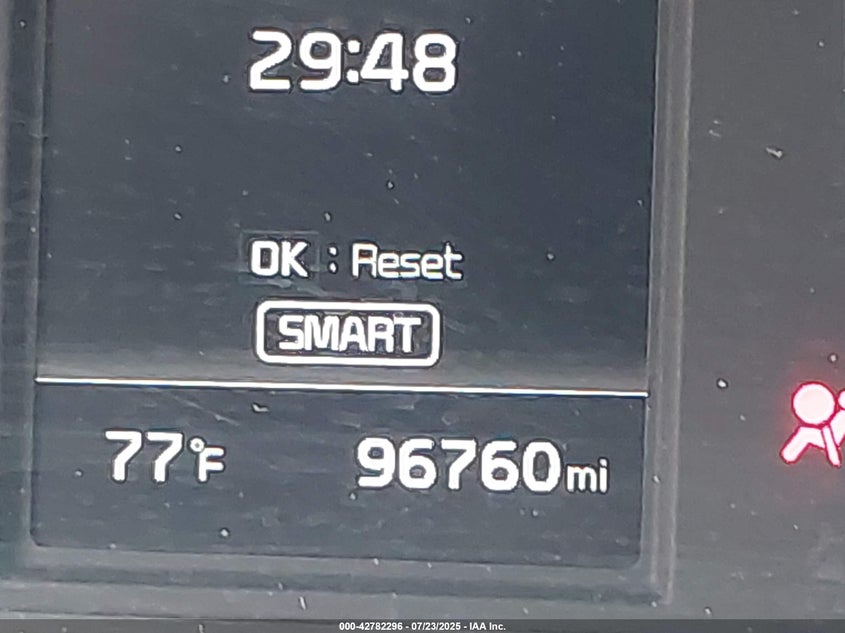 29:48
OK : Reset
SMART
77°F 96760mi
000-42782296 - 07/23/2025 - IAA Inc.